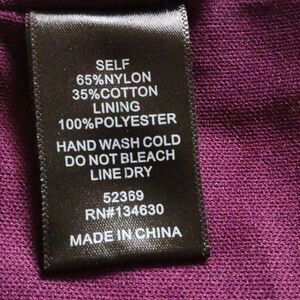 SELF
65%NYLON
35%COTTON
LINING
100%POLYESTER
HAND WASH COLD
DO NOT BLEACH
LINE DRY
52369
RN#134630
MADE IN CHINA